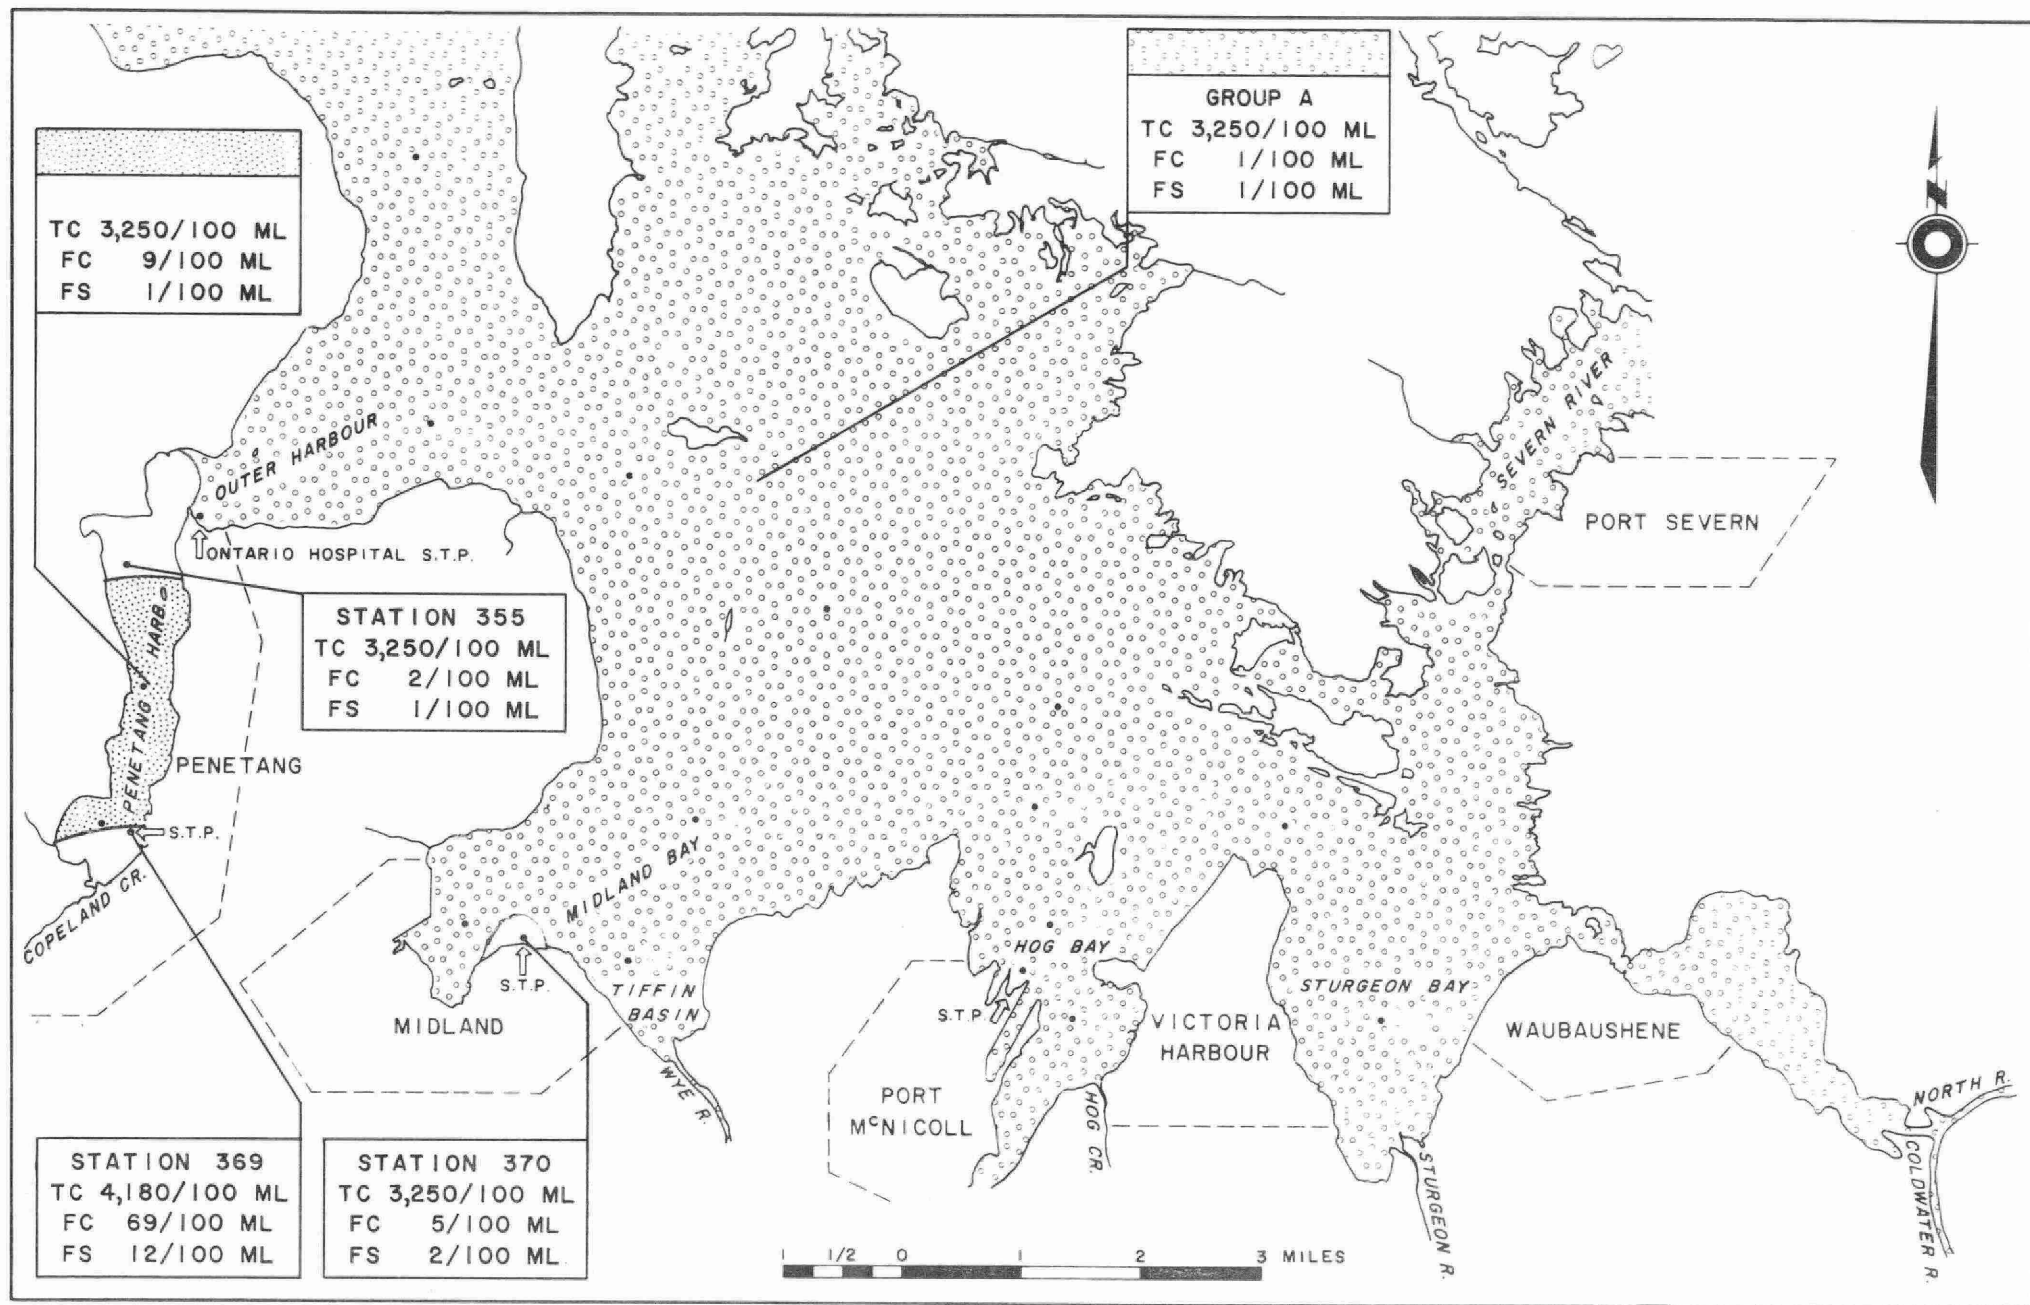 GROUP A
TC 3,250/100 ML
FC 1/100 ML
FS 1/100 ML
N
TC 3,250/100 ML
FC 9/100 ML
FS 1/100 ML
OUTER HARBOUR
SEVERN RIVER
PORT SEVERN
ONTARIO HOSPITAL S.T.P.
STATION 355
TC 3,250/100 ML
FC 2/100 ML
FS 1/100 ML
PENETANG HARB.
PENETANG
S.T.P.
COPELAND CR.
MIDLAND BAY
S.T.P.
TIFFIN
BASIN
MIDLAND
WYE R.
HOG BAY
S.T.P.
PORT
McNICOLL
HOG CR.
VICTORIA
HARBOUR
STURGEON BAY
STURGEON R.
WAUBAUSHENE
NORTH R.
COLDWATER R.
STATION 369
TC 4,180/100 ML
FC 69/100 ML
FS 12/100 ML
STATION 370
TC 3,250/100 ML
FC 5/100 ML
FS 2/100 ML
1 1/2 0 1 2 3 MILES